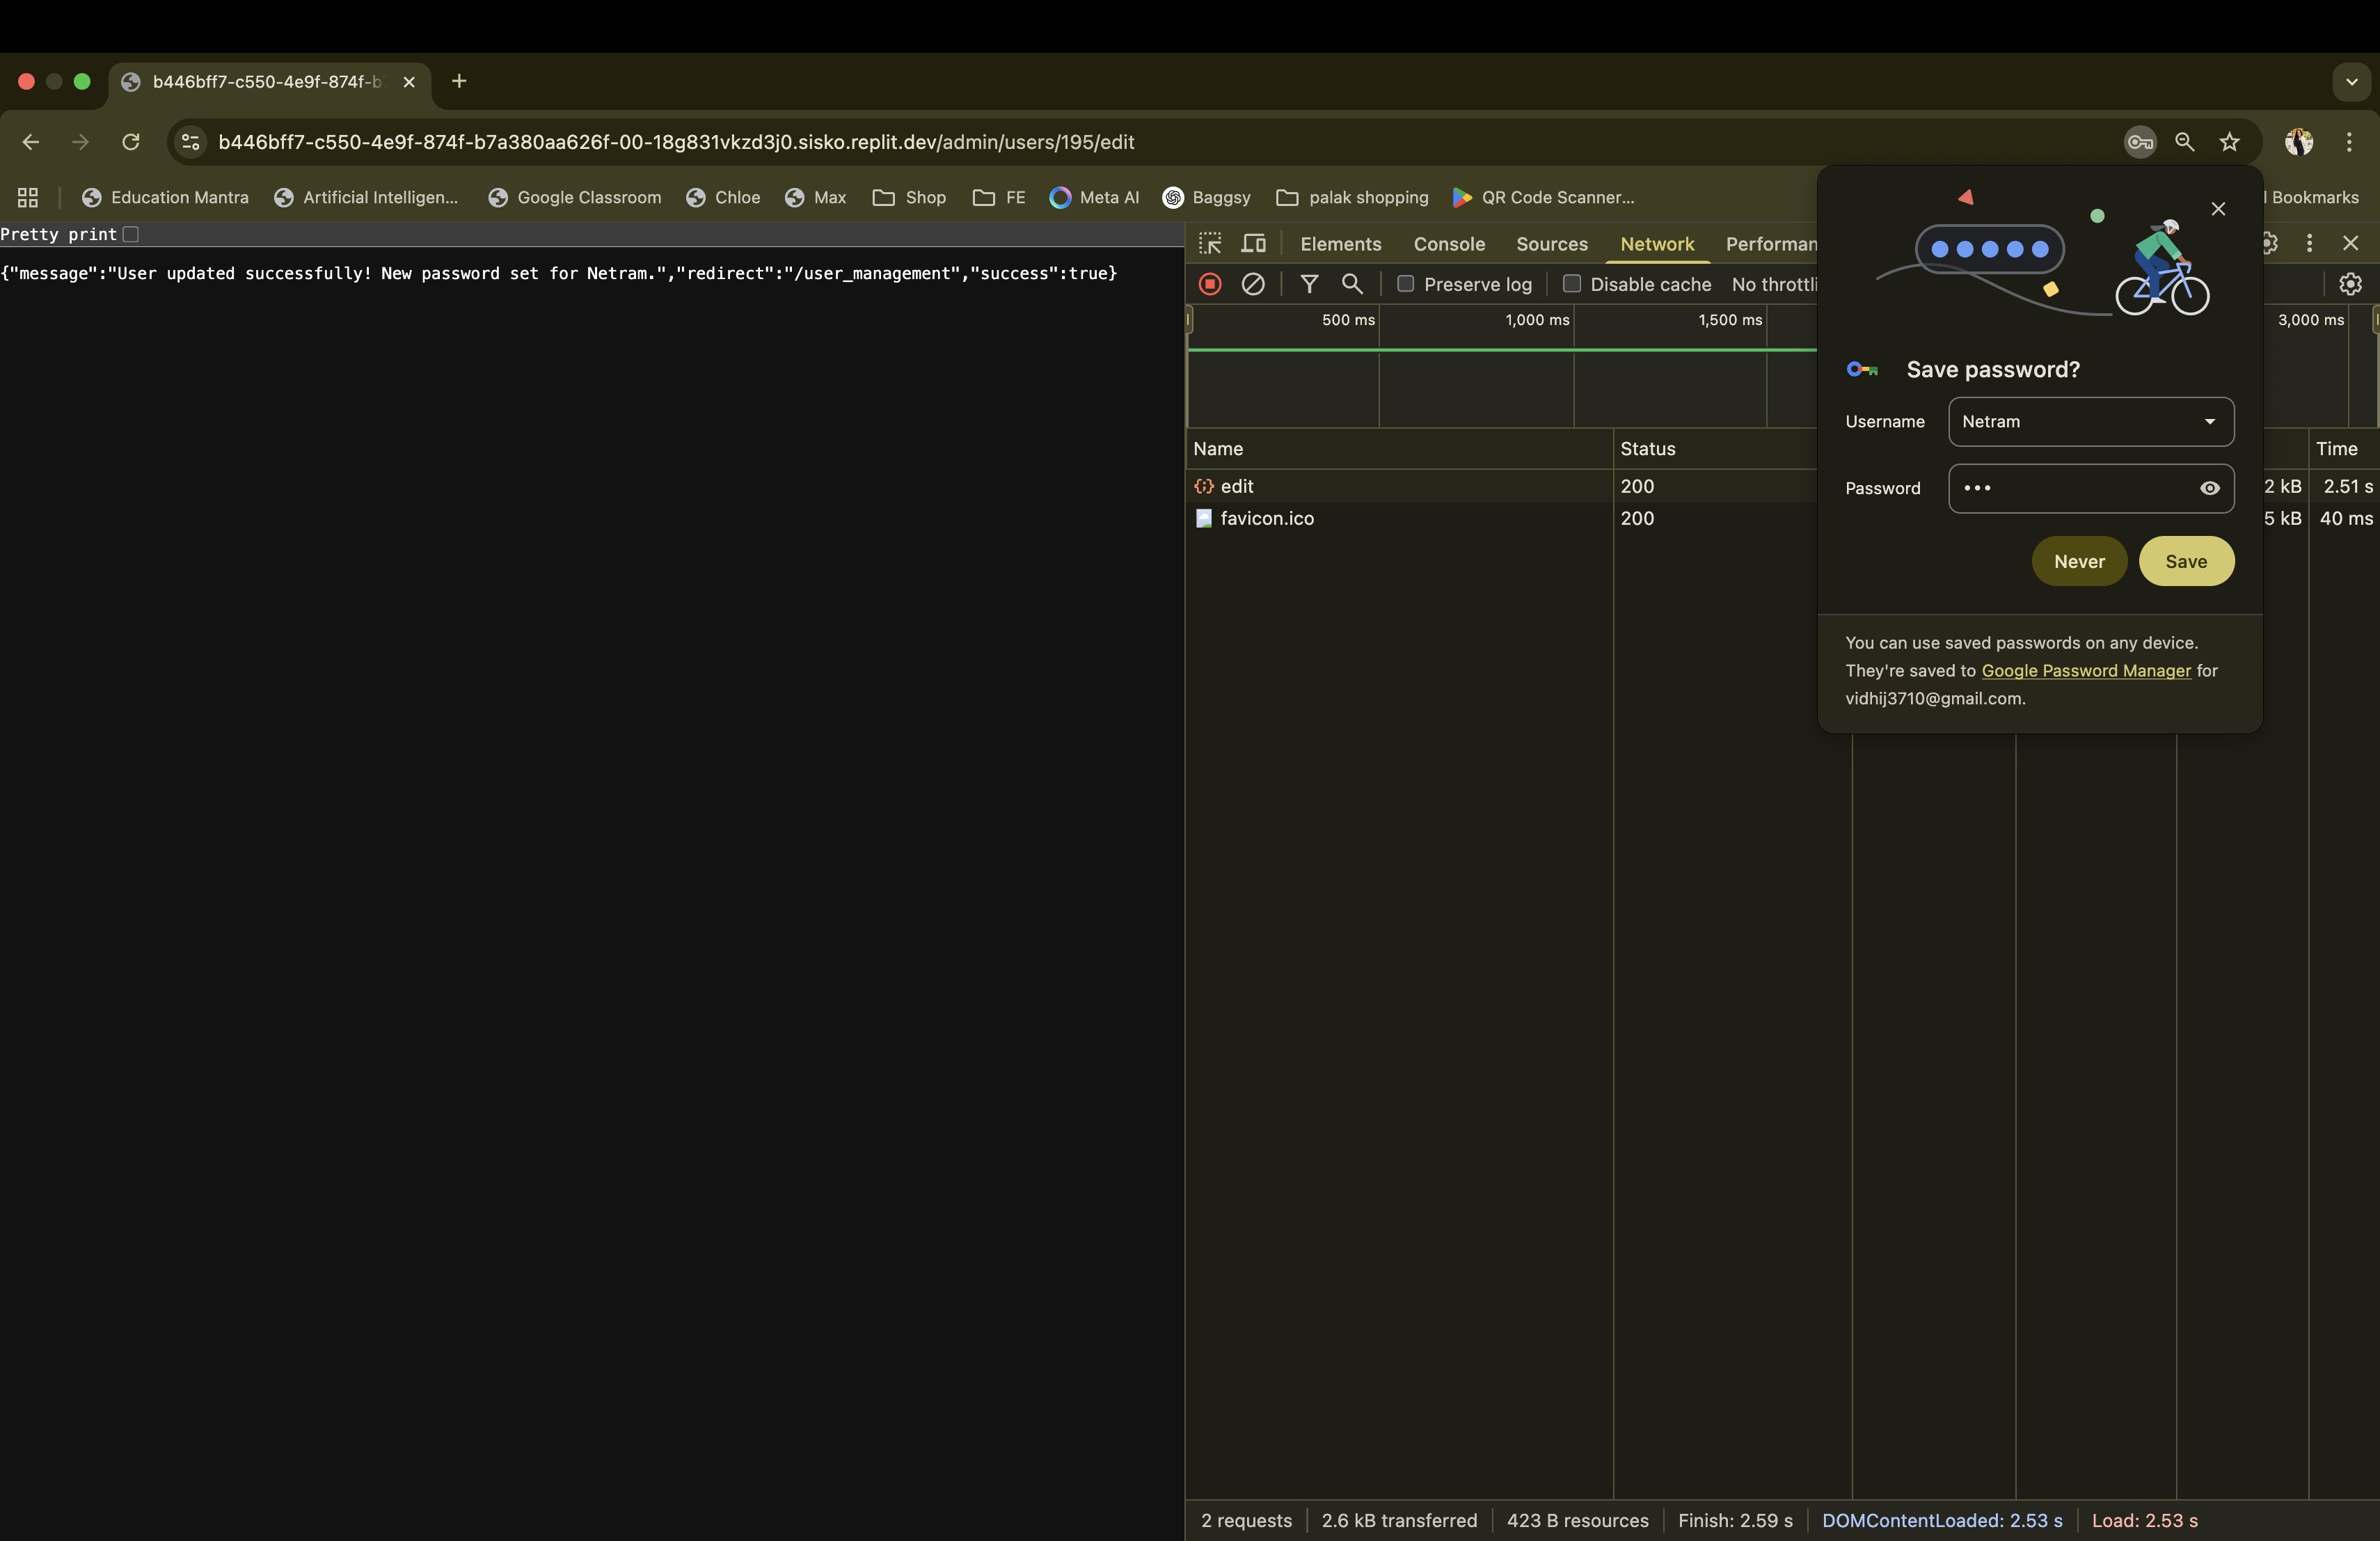 b446bff7-c550-4e9f-874f-b
b446bff7-c550-4e9f-874f-b7a380aa626f-00-18g831vkzd3j0.sisko.replit.dev/admin/users/195/edit
Education Mantra Artificial Intelligen... Google Classroom Chloe Max Shop FE Meta AI Baggsy palak shopping QR Code Scanner... Bookmarks
Pretty print
{"message":"User updated successfully! New password set for Netram.","redirect":"/user_management","success":true}
Elements Console Sources Network Performan
Preserve log Disable cache No throttli
500 ms 1,000 ms 1,500 ms 3,000 ms
Name Status Time
edit 200 2 kB 2.51 s
favicon.ico 200 5 kB 40 ms
Save password?
Username Netram
Password •••
Never Save
You can use saved passwords on any device.
They're saved to Google Password Manager for
vidhij3710@gmail.com.
2 requests 2.6 kB transferred 423 B resources Finish: 2.59 s DOMContentLoaded: 2.53 s Load: 2.53 s